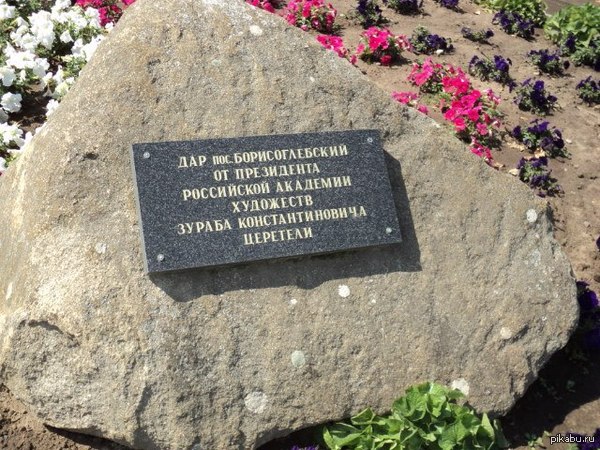 ДАР пос.БОРИСОГЛЕБСКИЙ
ОТ ПРЕЗИДЕНТА
РОССИЙСКОЙ АКАДЕМИИ
ХУДОЖЕСТВ
ЗУРАБА КОНСТАНТИНОВИЧА
ЦЕРЕТЕЛИ
pikabu.ru